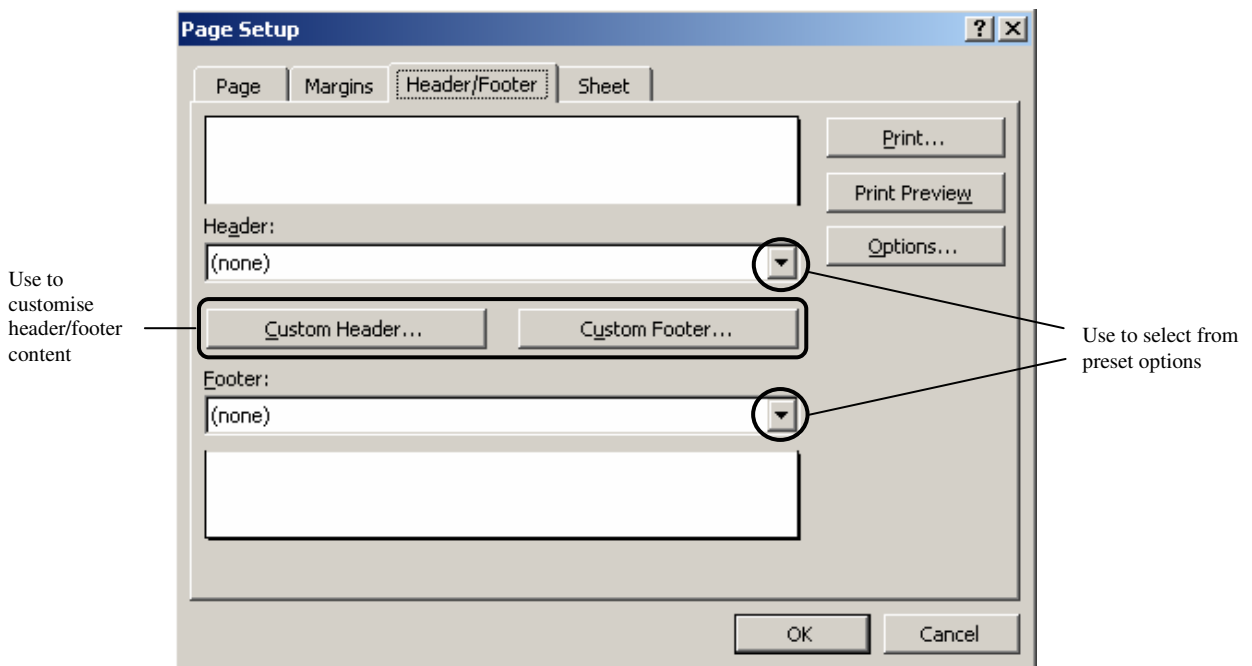 Page Setup
Page Margins Header/Footer Sheet
Print...
Print Preview
Header:
(none)
Options...
Use to
customise
header/footer
content
Custom Header... Custom Footer...
Use to select from
preset options
Footer:
(none)
OK Cancel